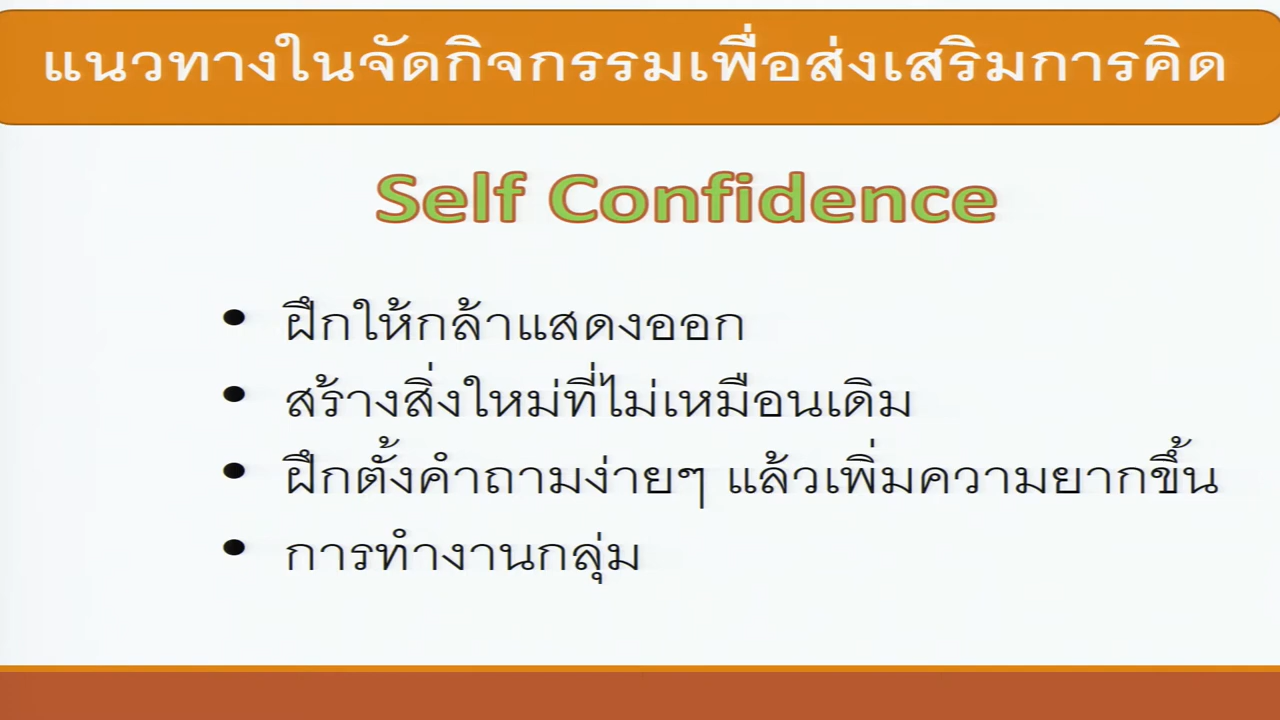 แนวทางในจัดกิจกรรมเพื่อส่งเสริมการคิด
Self Confidence
• ฝึกให้กล้าแสดงออก
• สร้างสิ่งใหม่ที่ไม่เหมือนเดิม
• ฝึกตั้งคำถามง่ายๆ แล้วเพิ่มความยากขึ้น
• การทำงานกลุ่ม